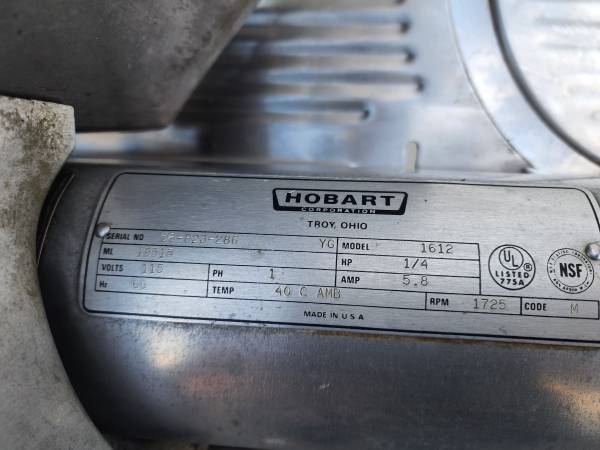 HOBART
CORPORATION
TROY, OHIO
SERIAL NO YG MODEL 1612
ML HP 1/4
VOLTS 115 PH 1 AMP 5.8
Hz 60 TEMP 40 C AMB RPM 1725 CODE M
UL
LISTED
775A
NSF
MADE IN U S A